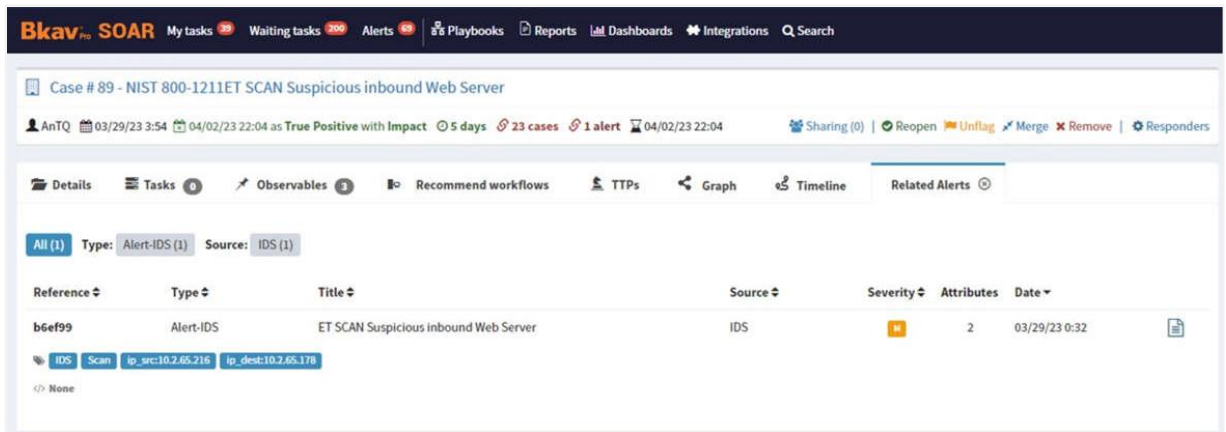 Bkav Pro SOAR My tasks 39 Waiting tasks 200 Alerts 69 Playbooks Reports Dashboards Integrations Search
Case # 89 - NIST 800-1211ET SCAN Suspicious inbound Web Server
AnTQ 03/29/23 3:54 04/02/23 22:04 as True Positive with Impact 5 days 23 cases 1 alert 04/02/23 22:04 Sharing (0) | Reopen Unflag Merge Remove | Responders
Details Tasks 0 Observables 3 Recommend workflows TTPs Graph Timeline Related Alerts
All (1) Type: Alert-IDS (1) Source: IDS (1)
Reference Type Title Source Severity Attributes Date
b6ef99 Alert-IDS ET SCAN Suspicious inbound Web Server IDS M 2 03/29/23 0:32
IDS Scan ip_src:10.2.65.216 ip_dest:10.2.65.178
</> None